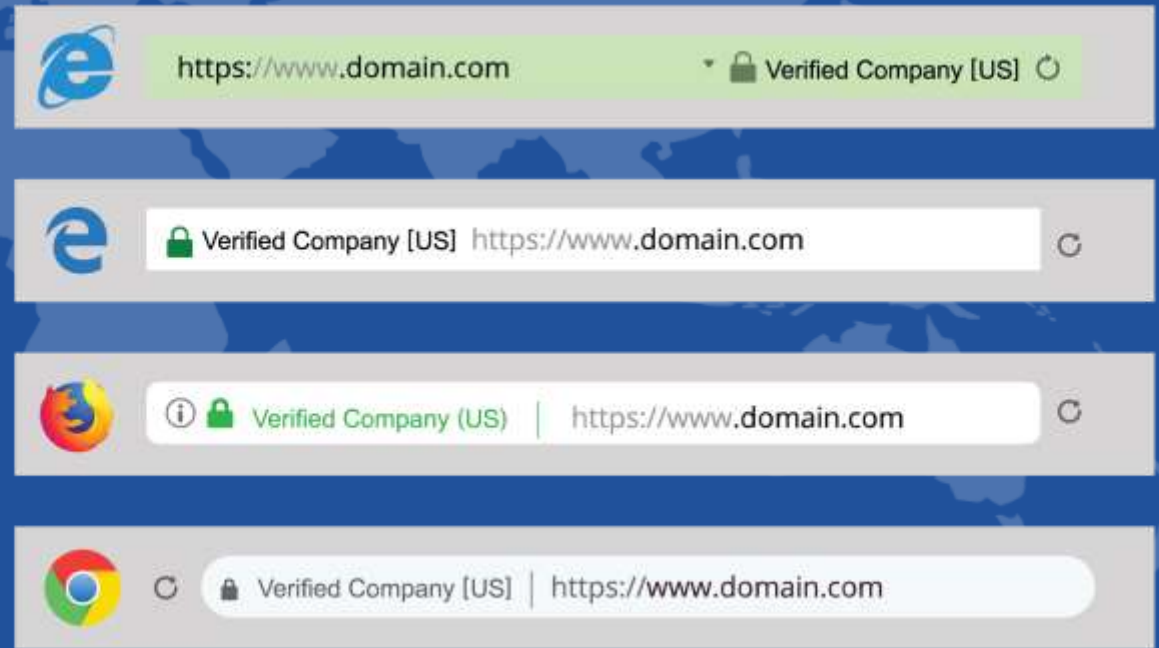 https://www.domain.com Verified Company [US]
Verified Company [US] https://www.domain.com
Verified Company (US) | https://www.domain.com
Verified Company [US] | https://www.domain.com